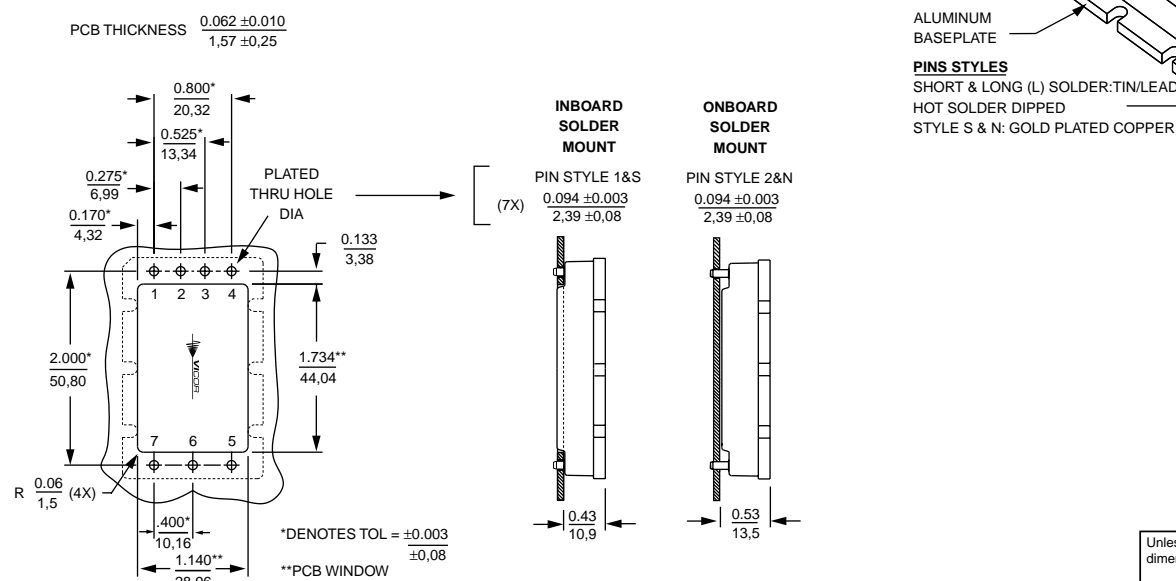 PCB THICKNESS 0.062 ±0.010
1,57 ±0,25
0.800*
20,32
0.525*
13,34
0.275*
6,99
0.170*
4,32
PLATED
THRU HOLE
DIA
(7X)
INBOARD
SOLDER
MOUNT
PIN STYLE 1&S
0.094 ±0.003
2,39 ±0,08
ONBOARD
SOLDER
MOUNT
PIN STYLE 2&N
0.094 ±0.003
2,39 ±0,08
ALUMINUM
BASEPLATE
PINS STYLES
SHORT & LONG (L) SOLDER:TIN/LEAD
HOT SOLDER DIPPED
STYLE S & N: GOLD PLATED COPPER
0.133
3,38
1 2 3 4
2.000*
50,80
VICOR
1.734**
44,04
7 6 5
R 0.06 (4X)
1,5
.400*
10,16
1.140**
28,96
*DENOTES TOL = ±0.003
±0,08
**PCB WINDOW
0.43
10,9
0.53
13,5
Unles
dimen